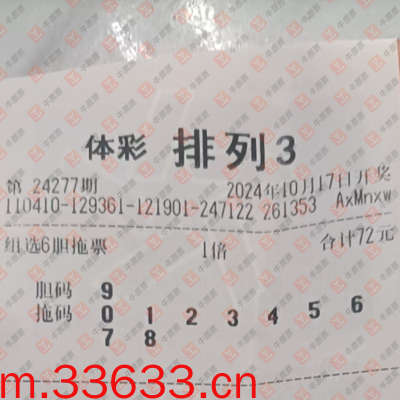 体彩 排列3
第 24277期 2024年10月17日开奖
110410-129361-121901-247122 261353 AxMnxw
组选6胆拖票 1倍 合计72元
胆码 9
拖码 0 1 2 3 4 5 6
7 8
m.33633.cn